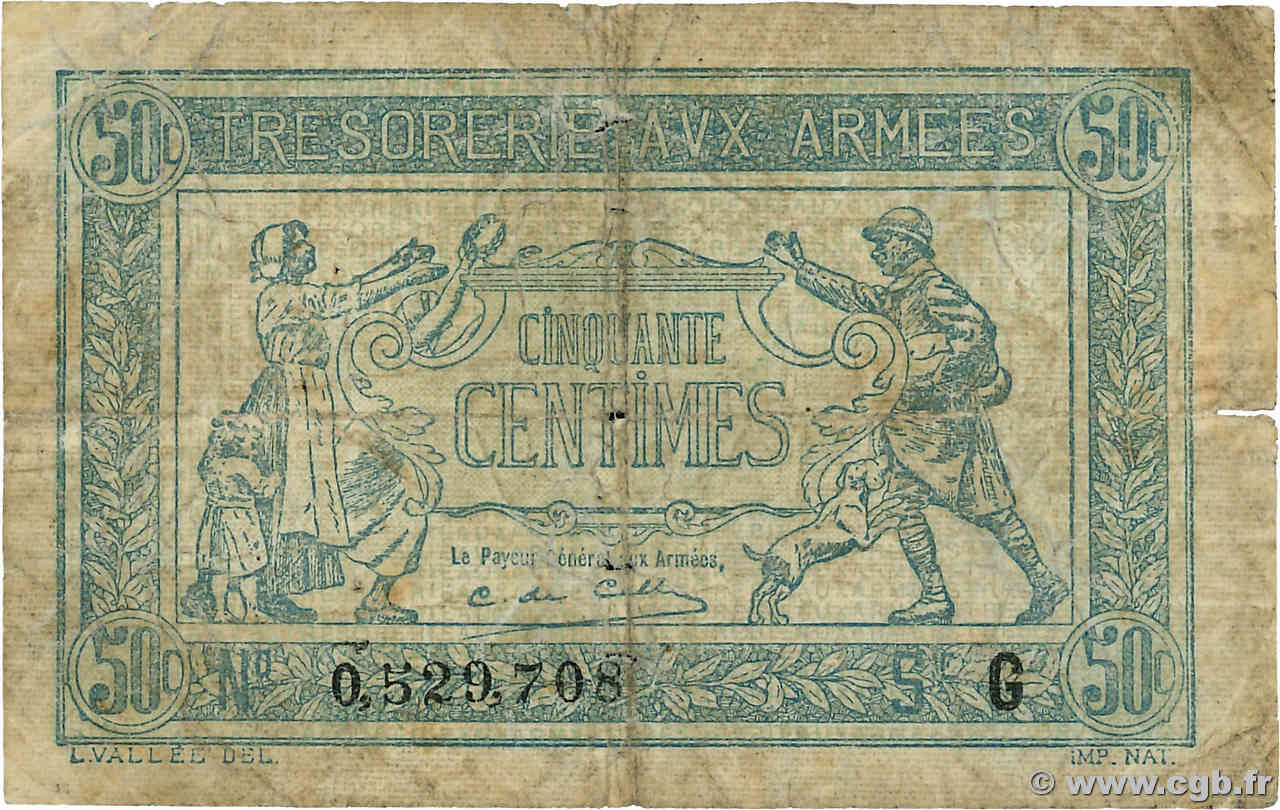 50c TRESORERIE AVX ARMEES 50c
CINQUANTE
CENTIMES
Le Payeur Général aux Armées,
50c No 0,529,708 Sie G 50c
L.VALLÉE DEL. IMP. NAT.
© www.cgb.fr